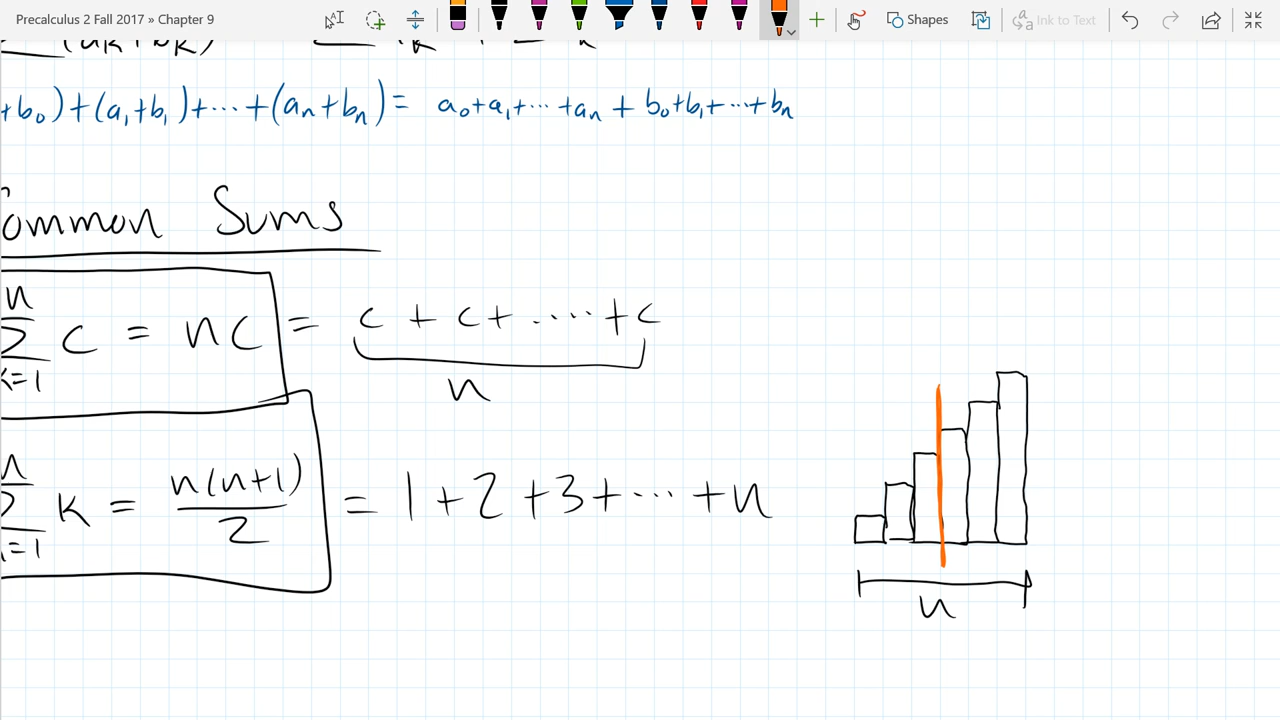 Precalculus 2 Fall 2017 » Chapter 9
Shapes
Ink to Text
+b₀)+(a₁+b₁)+⋯+(aₙ+bₙ)= a₀+a₁+⋯+aₙ + b₀+b₁+⋯+bₙ
Common Sums
n
∑ c = nc = c + c+ ⋯⋯ +c
k=1
n
n
∑ k = n(n+1)/2 = 1+2+3+⋯+n
k=1
n